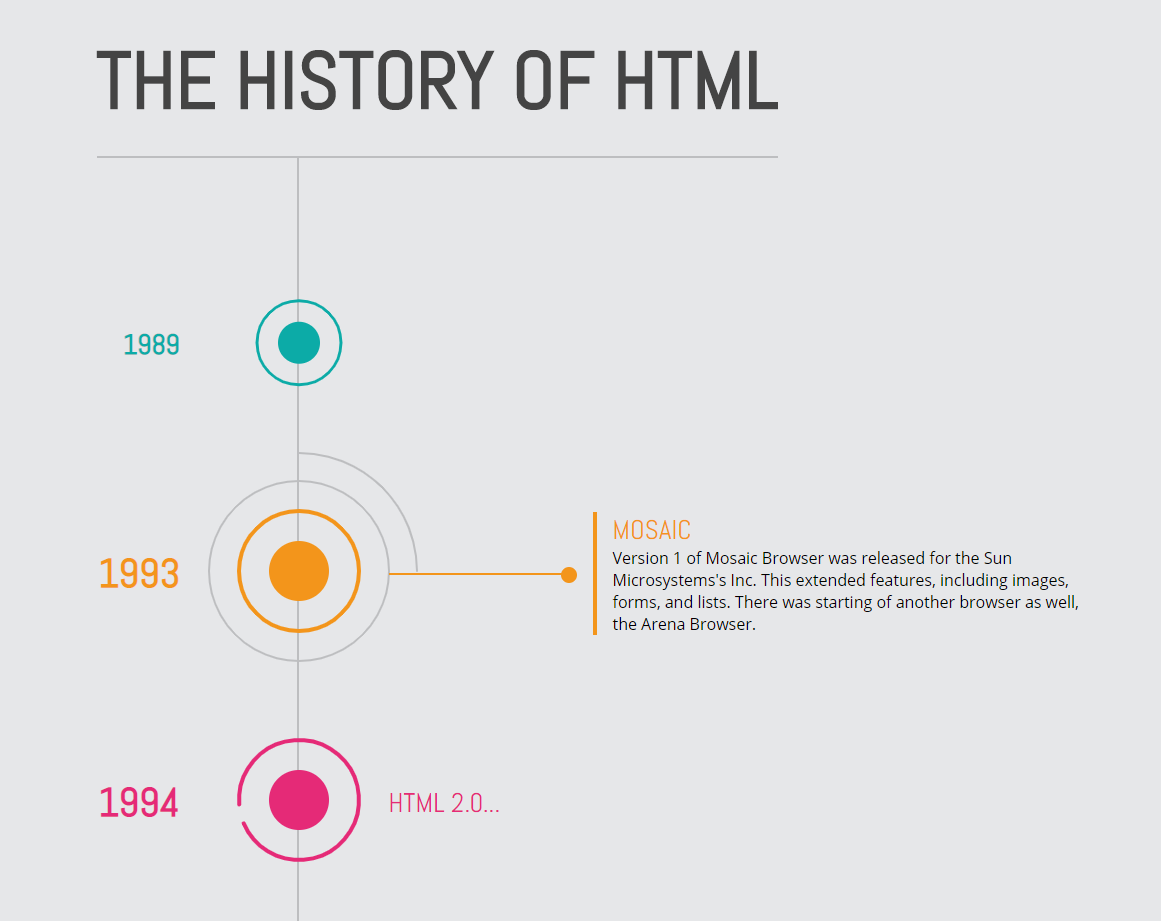 THE HISTORY OF HTML
1989
1993
MOSAIC
Version 1 of Mosaic Browser was released for the Sun
Microsystems's Inc. This extended features, including images,
forms, and lists. There was starting of another browser as well,
the Arena Browser.
1994
HTML 2.0...